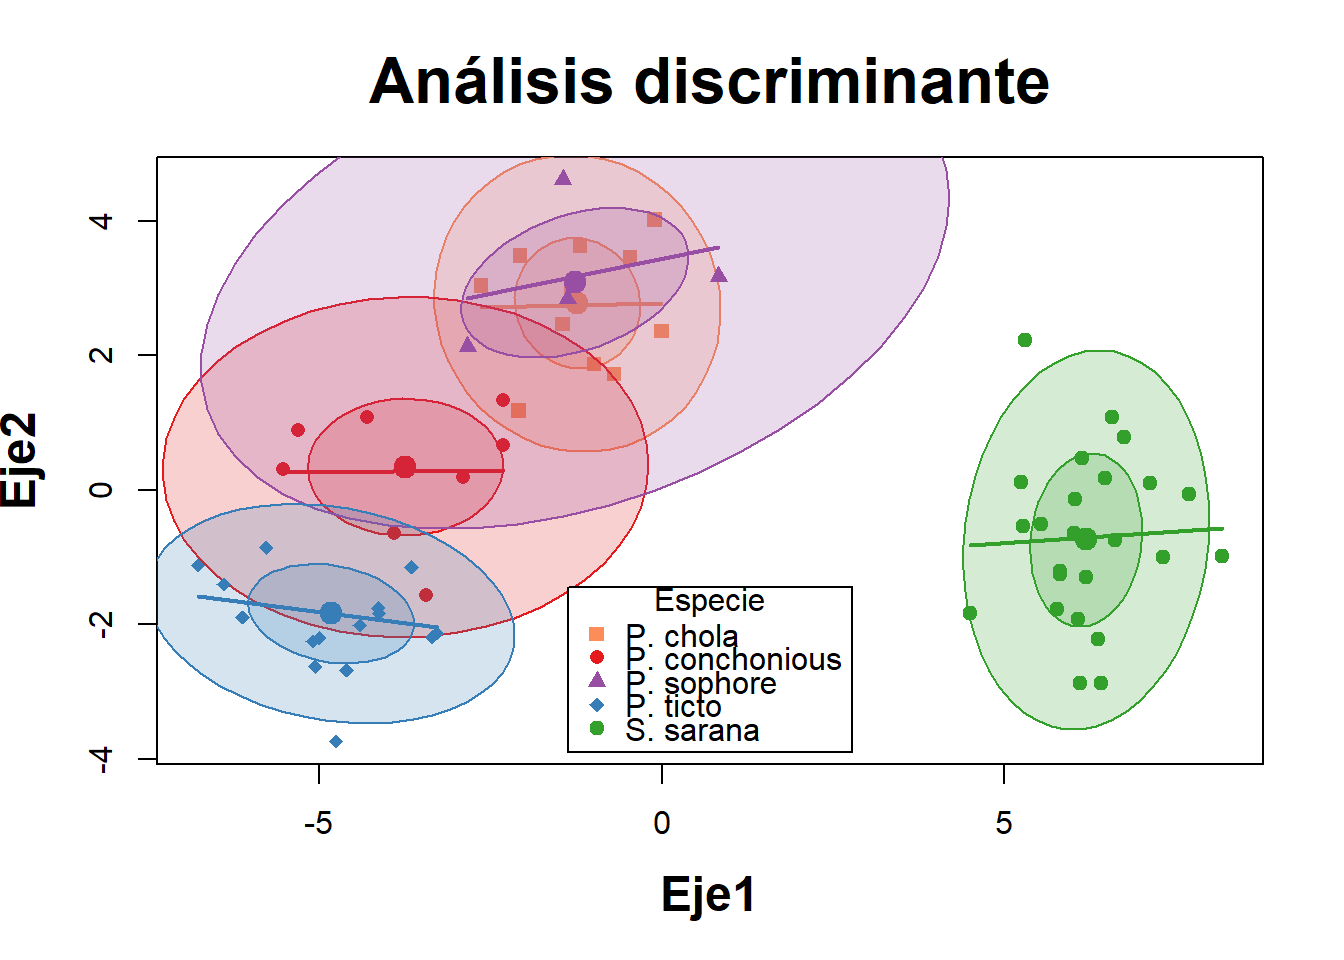 Análisis discriminante
4
2
0
-2
-4
Eje2
-5
0
5
Eje1
Especie
P. chola
P. conchonious
P. sophore
P. ticto
S. sarana